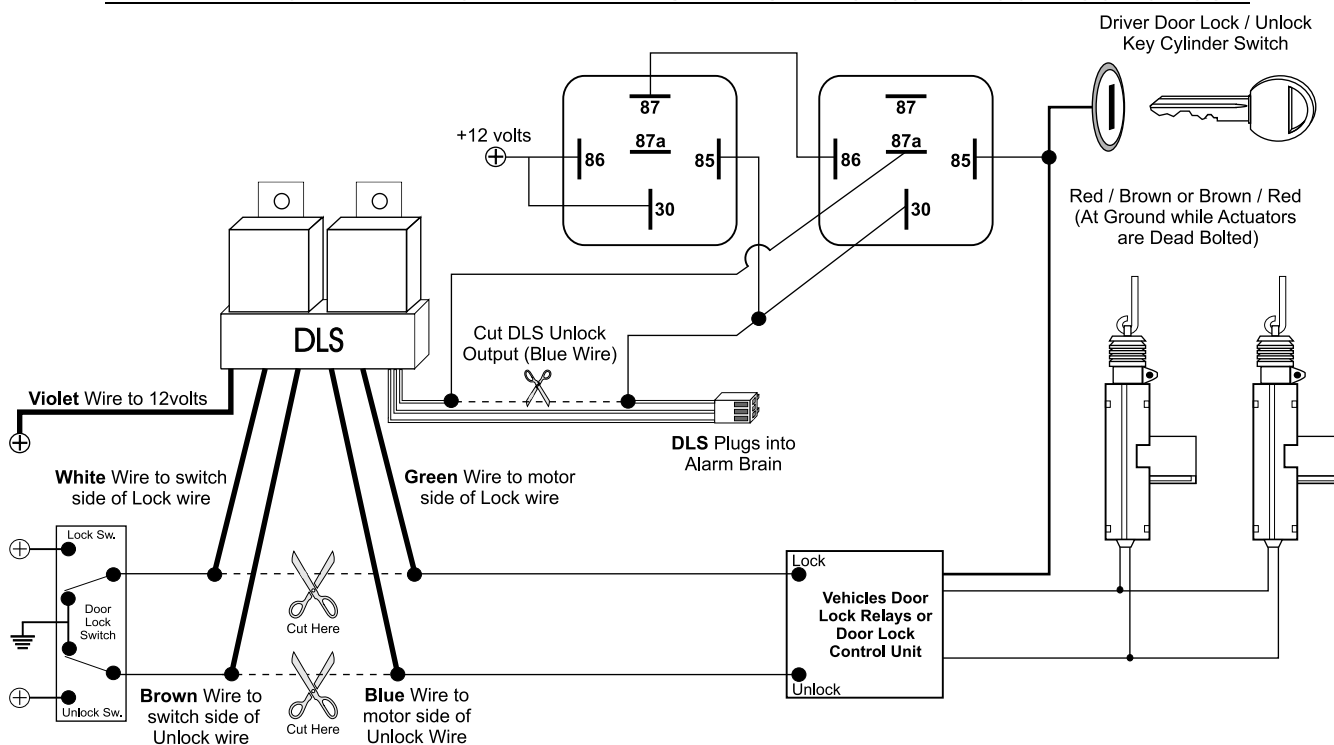 Driver Door Lock / Unlock
Key Cylinder Switch
87
87a
86
85
30
+12 volts
87
87a
86
85
30
Red / Brown or Brown / Red
(At Ground while Actuators
are Dead Bolted)
DLS
Cut DLS Unlock
Output (Blue Wire)
Violet Wire to 12volts
DLS Plugs into
Alarm Brain
White Wire to switch
side of Lock wire
Green Wire to motor
side of Lock wire
Lock Sw.
Door
Lock
Switch
Unlock Sw.
Cut Here
Cut Here
Lock
Vehicles Door
Lock Relays or
Door Lock
Control Unit
Unlock
Brown Wire to
switch side of
Unlock wire
Blue Wire to
motor side of
Unlock Wire